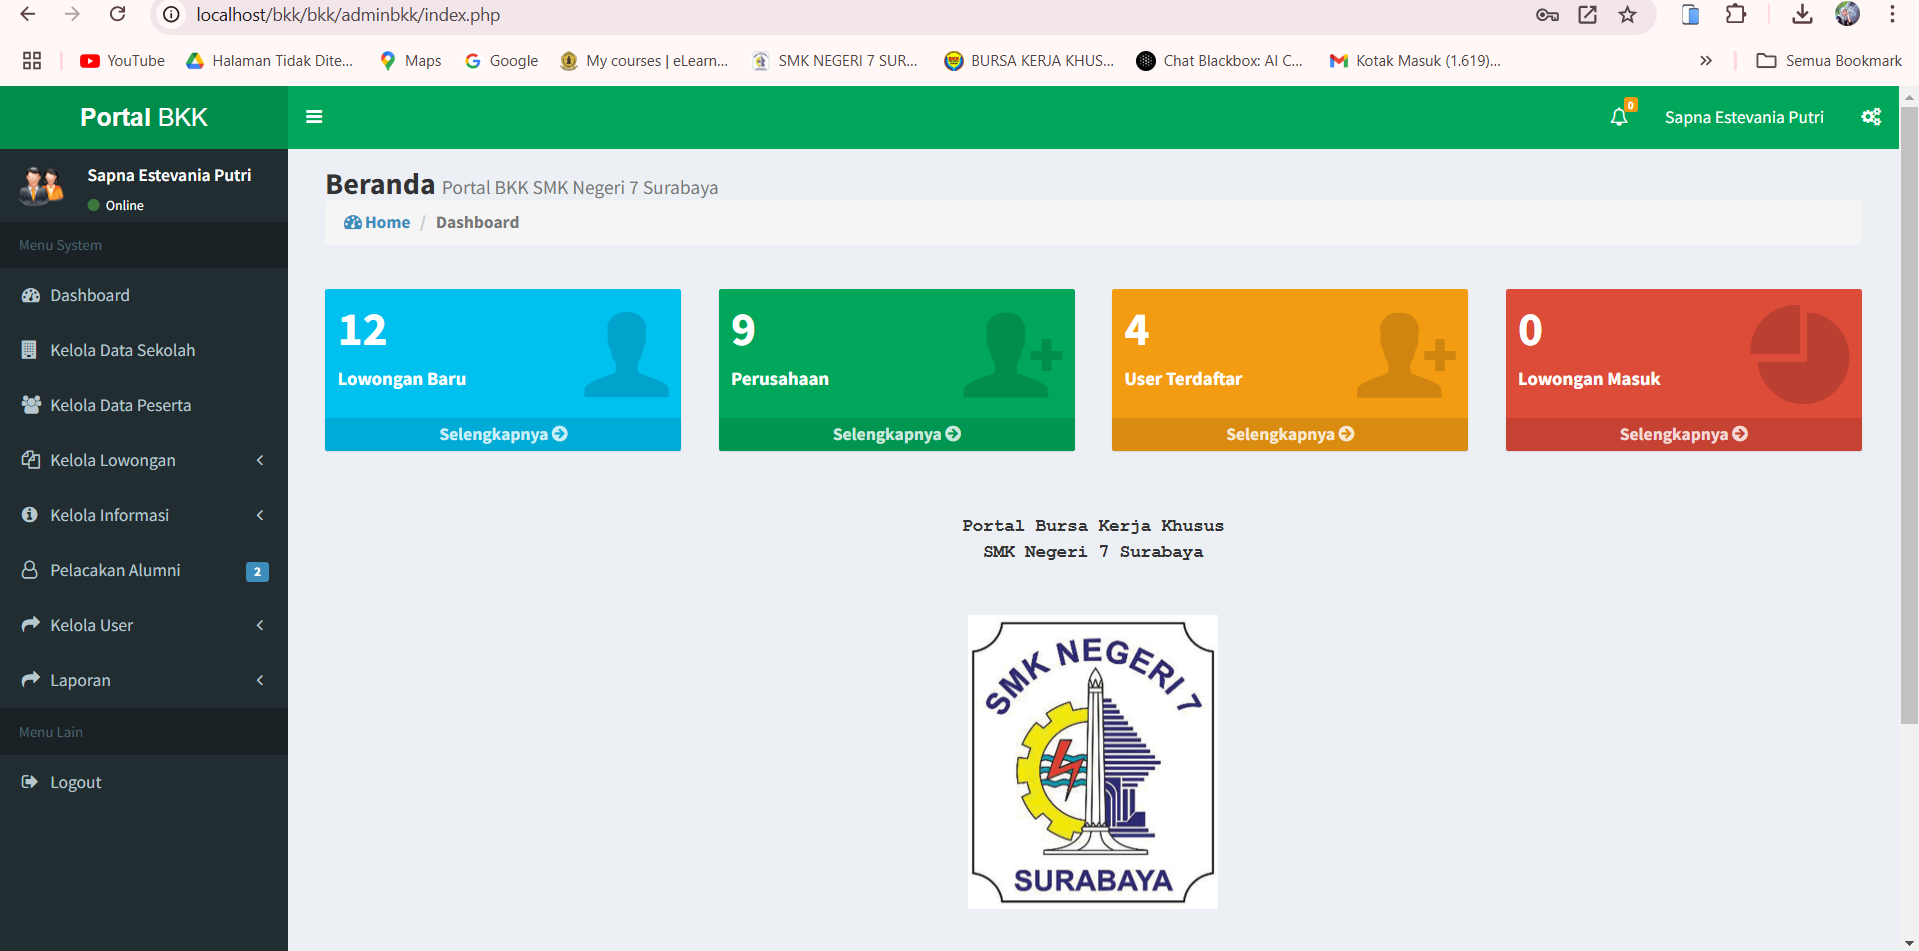 localhost/bkk/bkk/adminbkk/index.php
YouTube
Halaman Tidak Dite...
Maps
Google
My courses | eLearn...
SMK NEGERI 7 SUR...
BURSA KERJA KHUS...
Chat Blackbox: AI C...
Kotak Masuk (1.619)...
»
Semua Bookmark
Portal BKK
0
Sapna Estevania Putri
Sapna Estevania Putri
Online
Menu System
Dashboard
Kelola Data Sekolah
Kelola Data Peserta
Kelola Lowongan
Kelola Informasi
Pelacakan Alumni
2
Kelola User
Laporan
Menu Lain
Logout
Beranda Portal BKK SMK Negeri 7 Surabaya
Home / Dashboard
12
Lowongan Baru
Selengkapnya
9
Perusahaan
Selengkapnya
4
User Terdaftar
Selengkapnya
0
Lowongan Masuk
Selengkapnya
Portal Bursa Kerja Khusus
SMK Negeri 7 Surabaya
SMK NEGERI 7
SURABAYA